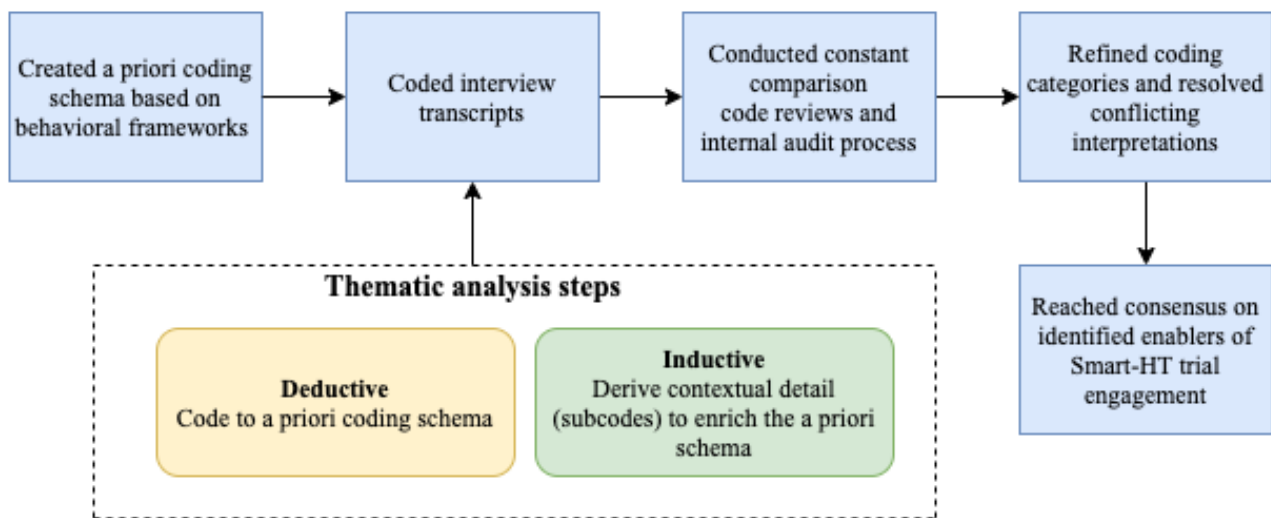 Created a priori coding
schema based on
behavioral frameworks
Coded interview
transcripts
Conducted constant
comparison
code reviews and
internal audit process
Refined coding
categories and resolved
conflicting
interpretations
Thematic analysis steps
Deductive
Code to a priori coding schema
Inductive
Derive contextual detail
(subcodes) to enrich the a priori
schema
Reached consensus on
identified enablers of
Smart-HT trial
engagement